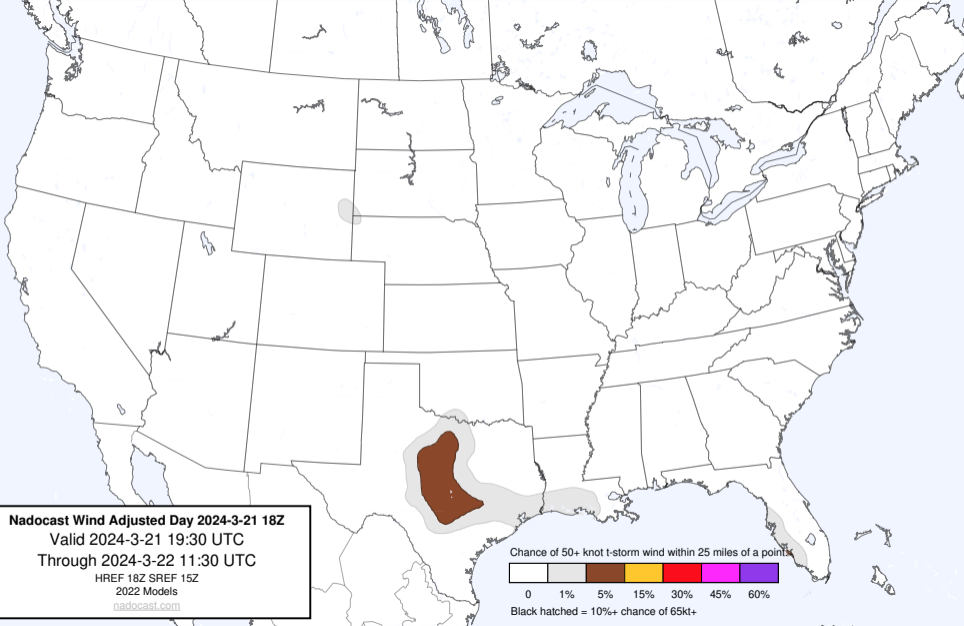 Nadocast Wind Adjusted Day 2024-3-21 18Z
Valid 2024-3-21 19:30 UTC
Through 2024-3-22 11:30 UTC
HREF 18Z SREF 15Z
2022 Models
nadocast.com
Chance of 50+ knot t-storm wind within 25 miles of a point.
0 1% 5% 15% 30% 45% 60%
Black hatched = 10%+ chance of 65kt+